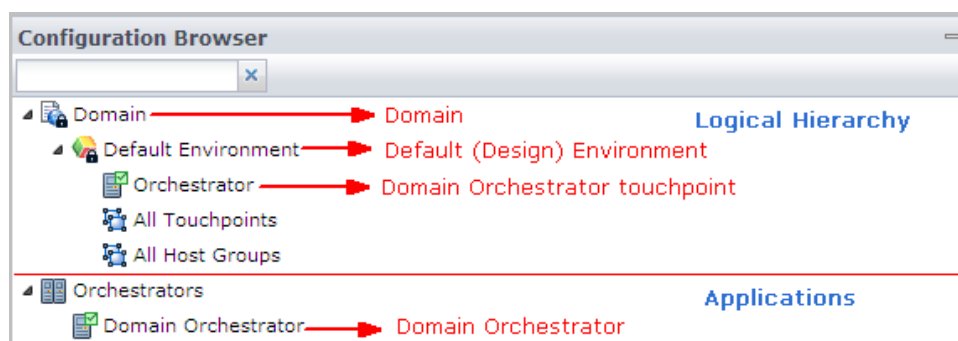 Configuration Browser
Domain Domain Logical Hierarchy
Default Environment Default (Design) Environment
Orchestrator Domain Orchestrator touchpoint
All Touchpoints
All Host Groups
Orchestrators Applications
Domain Orchestrator Domain Orchestrator